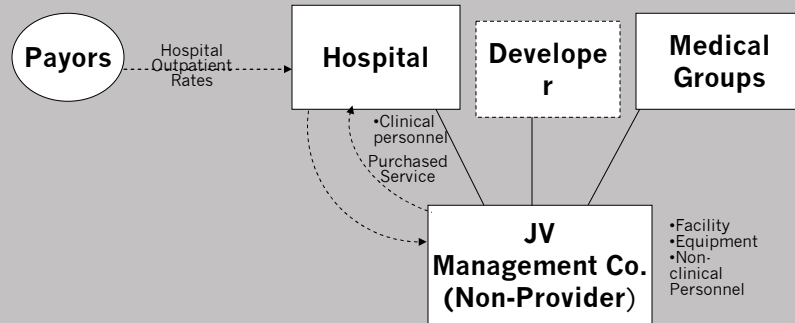 Payors
Hospital
Outpatient
Rates
Hospital
Develope
r
Medical
Groups
•Clinical
personnel
Purchased
Service
JV
Management Co.
(Non-Provider)
•Facility
•Equipment
•Non-
clinical
Personnel